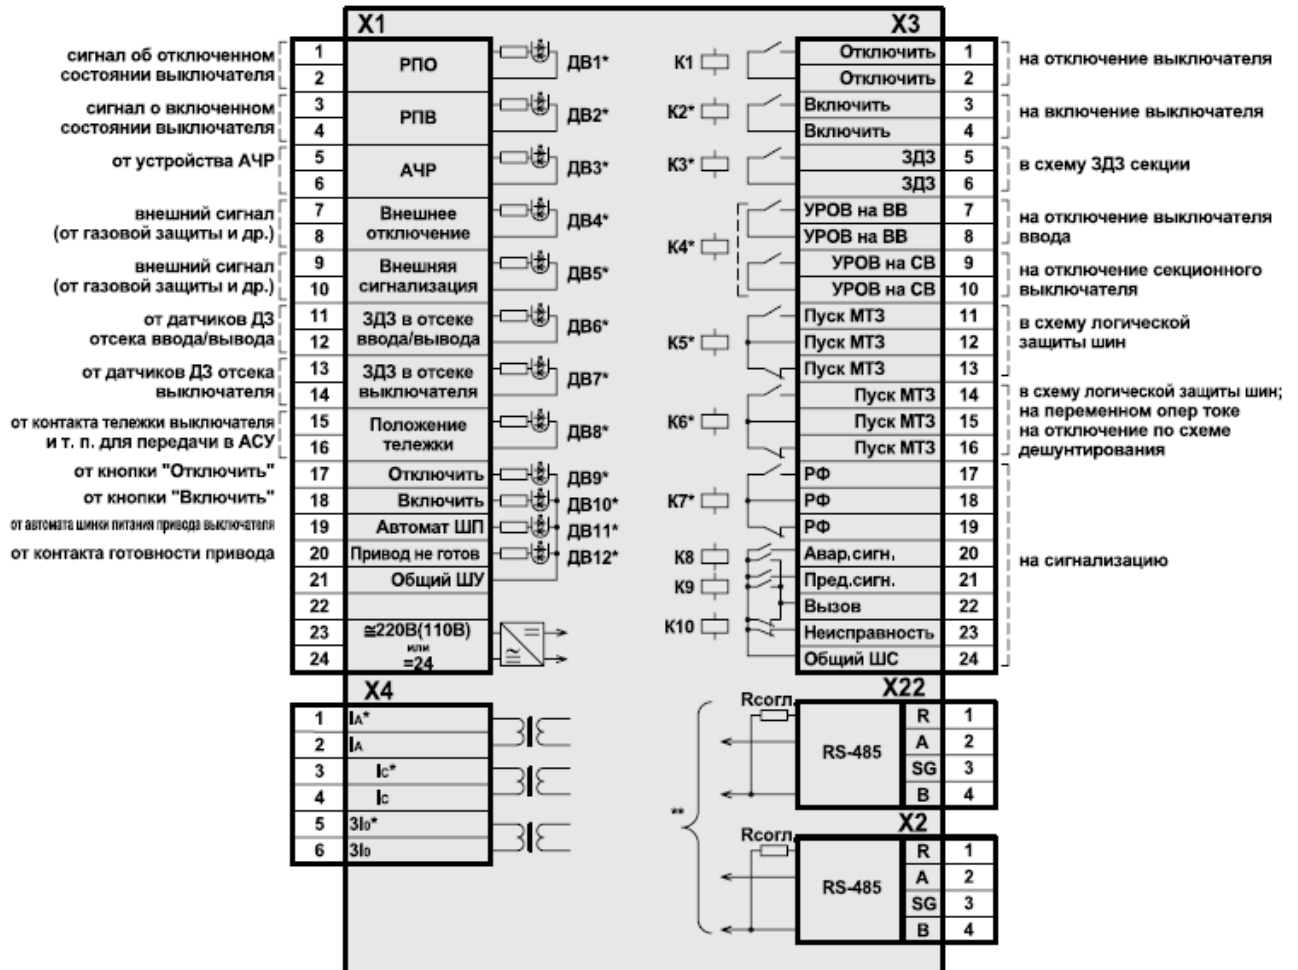 X1
сигнал об отключенном
состоянии выключателя
1
2
РПО
ДВ1*
сигнал о включенном
состоянии выключателя
3
4
РПВ
ДВ2*
от устройства АЧР
5
6
АЧР
ДВ3*
внешний сигнал
(от газовой защиты и др.)
7
8
Внешнее
отключение
ДВ4*
внешний сигнал
(от газовой защиты и др.)
9
10
Внешняя
сигнализация
ДВ5*
от датчиков ДЗ
отсека ввода/вывода
11
12
ЗДЗ в отсеке
ввода/вывода
ДВ6*
от датчиков ДЗ отсека
выключателя
13
14
ЗДЗ в отсеке
выключателя
ДВ7*
от контакта тележки выключателя
и т. п. для передачи в АСУ
15
16
Положение
тележки
ДВ8*
от кнопки "Отключить"
17
Отключить
ДВ9*
от кнопки "Включить"
18
Включить
ДВ10*
от автомата шинки питания привода выключателя
19
Автомат ШП
ДВ11*
от контакта готовности привода
20
Привод не готов
ДВ12*
21
Общий ШУ
22
23
24
≅220В(110В)
или
=24
X4
1 IA*
2 IA
3 IC*
4 IC
5 3I0*
6 3I0
X3
К1
Отключить 1
Отключить 2
на отключение выключателя
К2*
Включить 3
Включить 4
на включение выключателя
К3*
ЗДЗ 5
ЗДЗ 6
в схему ЗДЗ секции
К4*
УРОВ на ВВ 7
УРОВ на ВВ 8
на отключение выключателя
ввода
УРОВ на СВ 9
УРОВ на СВ 10
на отключение секционного
выключателя
К5*
Пуск МТЗ 11
Пуск МТЗ 12
Пуск МТЗ 13
в схему логической
защиты шин
К6*
Пуск МТЗ 14
Пуск МТЗ 15
Пуск МТЗ 16
в схему логической защиты шин;
на переменном опер токе
на отключение по схеме
дешунтирования
К7*
РФ 17
РФ 18
РФ 19
К8
Авар,сигн. 20
К9
Пред.сигн. 21
Вызов 22
К10
Неисправность 23
Общий ШС 24
на сигнализацию
X22
Rсогл.
RS-485
R 1
A 2
SG 3
B 4
**
X2
Rсогл.
RS-485
R 1
A 2
SG 3
B 4